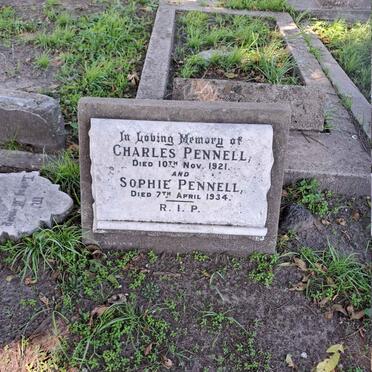 In Loving Memory of
CHARLES PENNELL,
DIED 10TH NOV. 1921.
AND
SOPHIE PENNELL,
DIED 7TH APRIL 1934.
R. I. P.